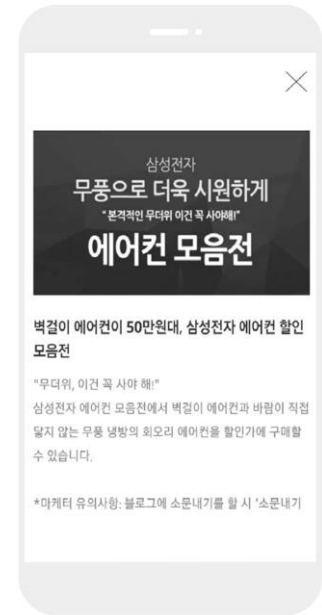 삼성전자
무풍으로 더욱 시원하게
"본격적인 무더위 이건 꼭 사야해!"
에어컨 모음전
벽걸이 에어컨이 50만원대, 삼성전자 에어컨 할인
모음전
"무더위, 이건 꼭 사야 해!"
삼성전자 에어컨 모음전에서 벽걸이 에어컨과 바람이 직접
닿지 않는 무풍 냉방의 회오리 에어컨을 할인가에 구매할
수 있습니다.
*마케터 유의사항: 블로그에 소문내기를 할 시 '소문내기